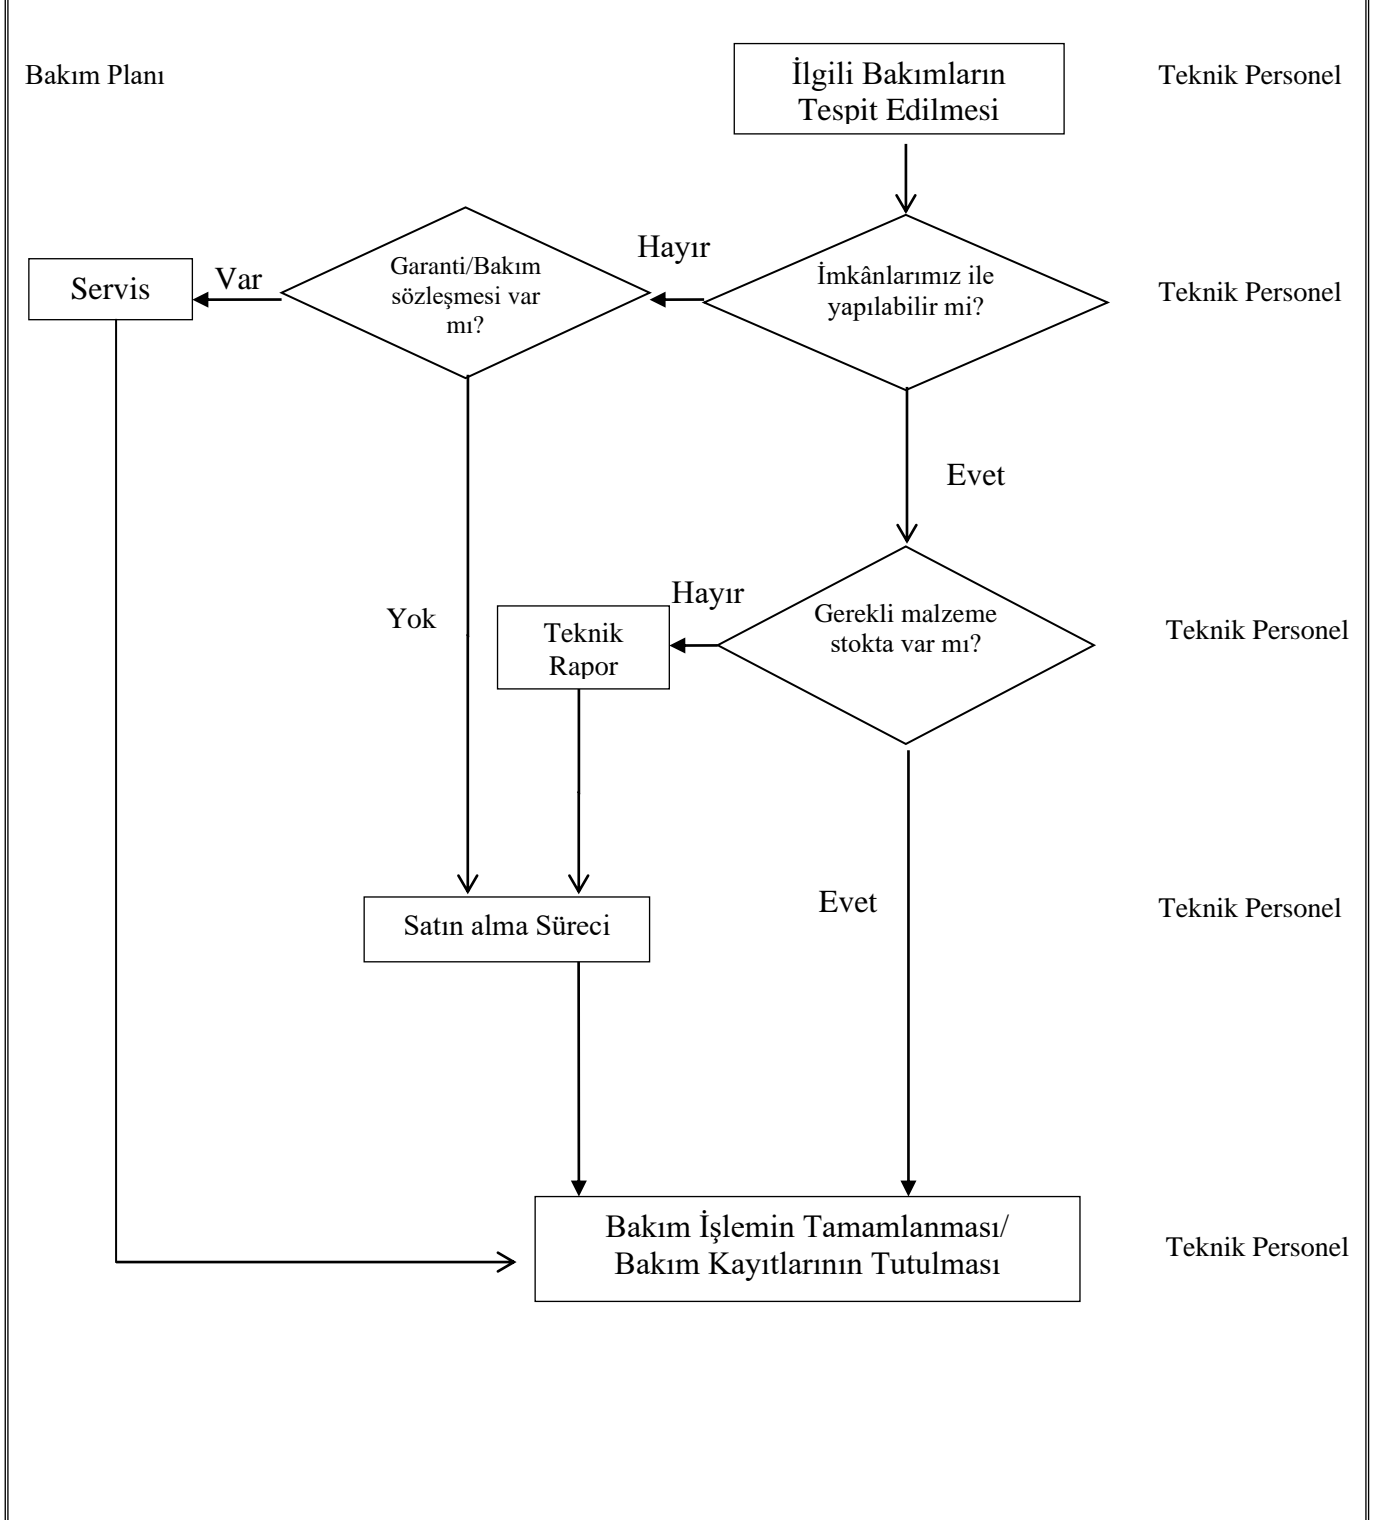 Bakım Planı
İlgili Bakımların
Tespit Edilmesi
Teknik Personel
Hayır
Garanti/Bakım
sözleşmesi var
mı?
Var
Servis
İmkânlarımız ile
yapılabilir mi?
Teknik Personel
Evet
Hayır
Yok
Teknik
Rapor
Gerekli malzeme
stokta var mı?
Teknik Personel
Evet
Satın alma Süreci
Teknik Personel
Bakım İşlemin Tamamlanması/
Bakım Kayıtlarının Tutulması
Teknik Personel